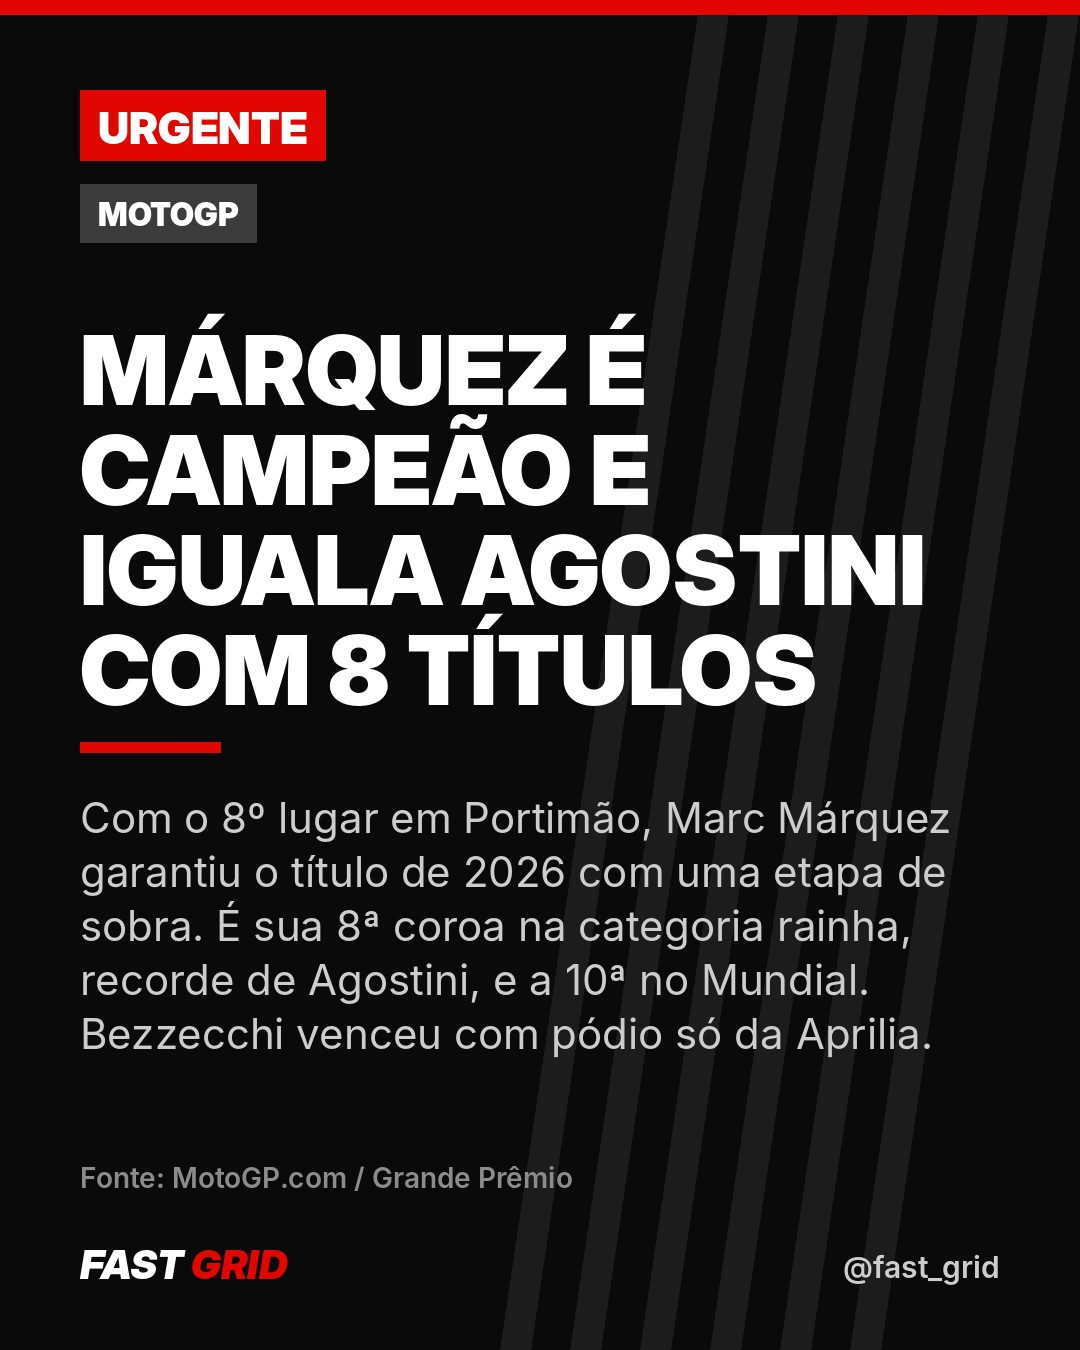 URGENTE
MOTOGP
MÁRQUEZ É
CAMPEÃO E
IGUALA AGOSTINI
COM 8 TÍTULOS
Com o 8º lugar em Portimão, Marc Márquez
garantiu o título de 2026 com uma etapa de
sobra. É sua 8ª coroa na categoria rainha,
recorde de Agostini, e a 10ª no Mundial.
Bezzecchi venceu com pódio só da Aprilia.
Fonte: MotoGP.com / Grande Prêmio
FAST GRID
@fast_grid